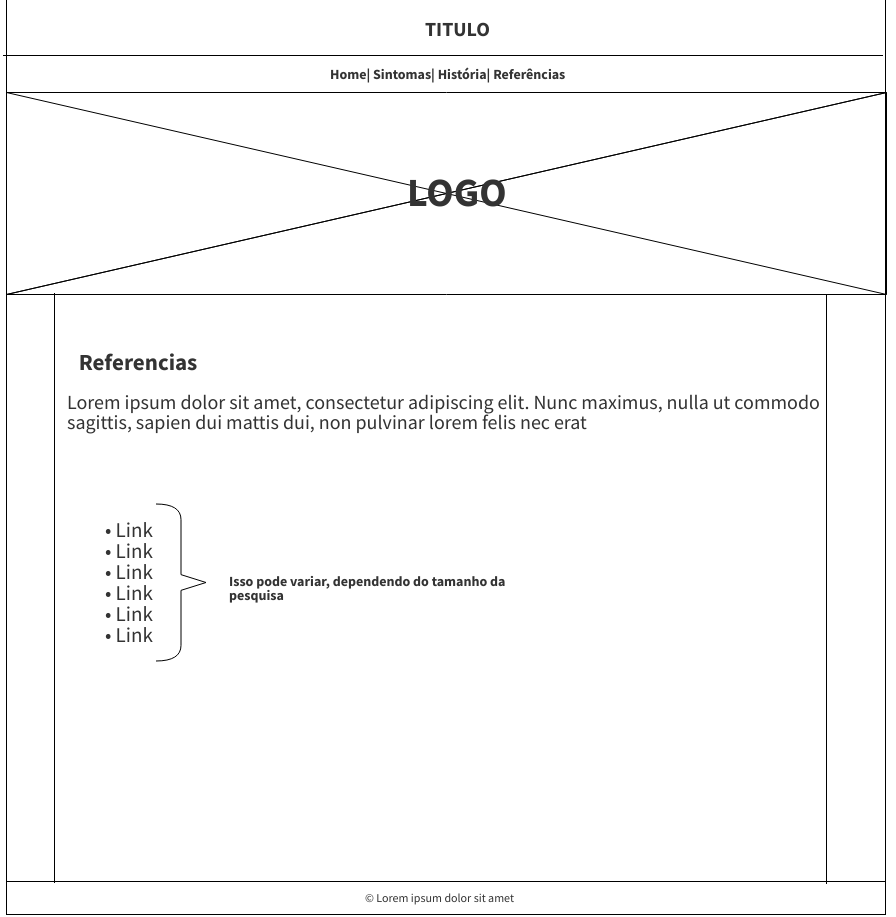 TITULO
Home| Sintomas| História| Referências
LOGO
Referencias
Lorem ipsum dolor sit amet, consectetur adipiscing elit. Nunc maximus, nulla ut commodo
sagittis, sapien dui mattis dui, non pulvinar lorem felis nec erat
• Link
• Link
• Link
• Link
• Link
• Link
Isso pode variar, dependendo do tamanho da
pesquisa
© Lorem ipsum dolor sit amet